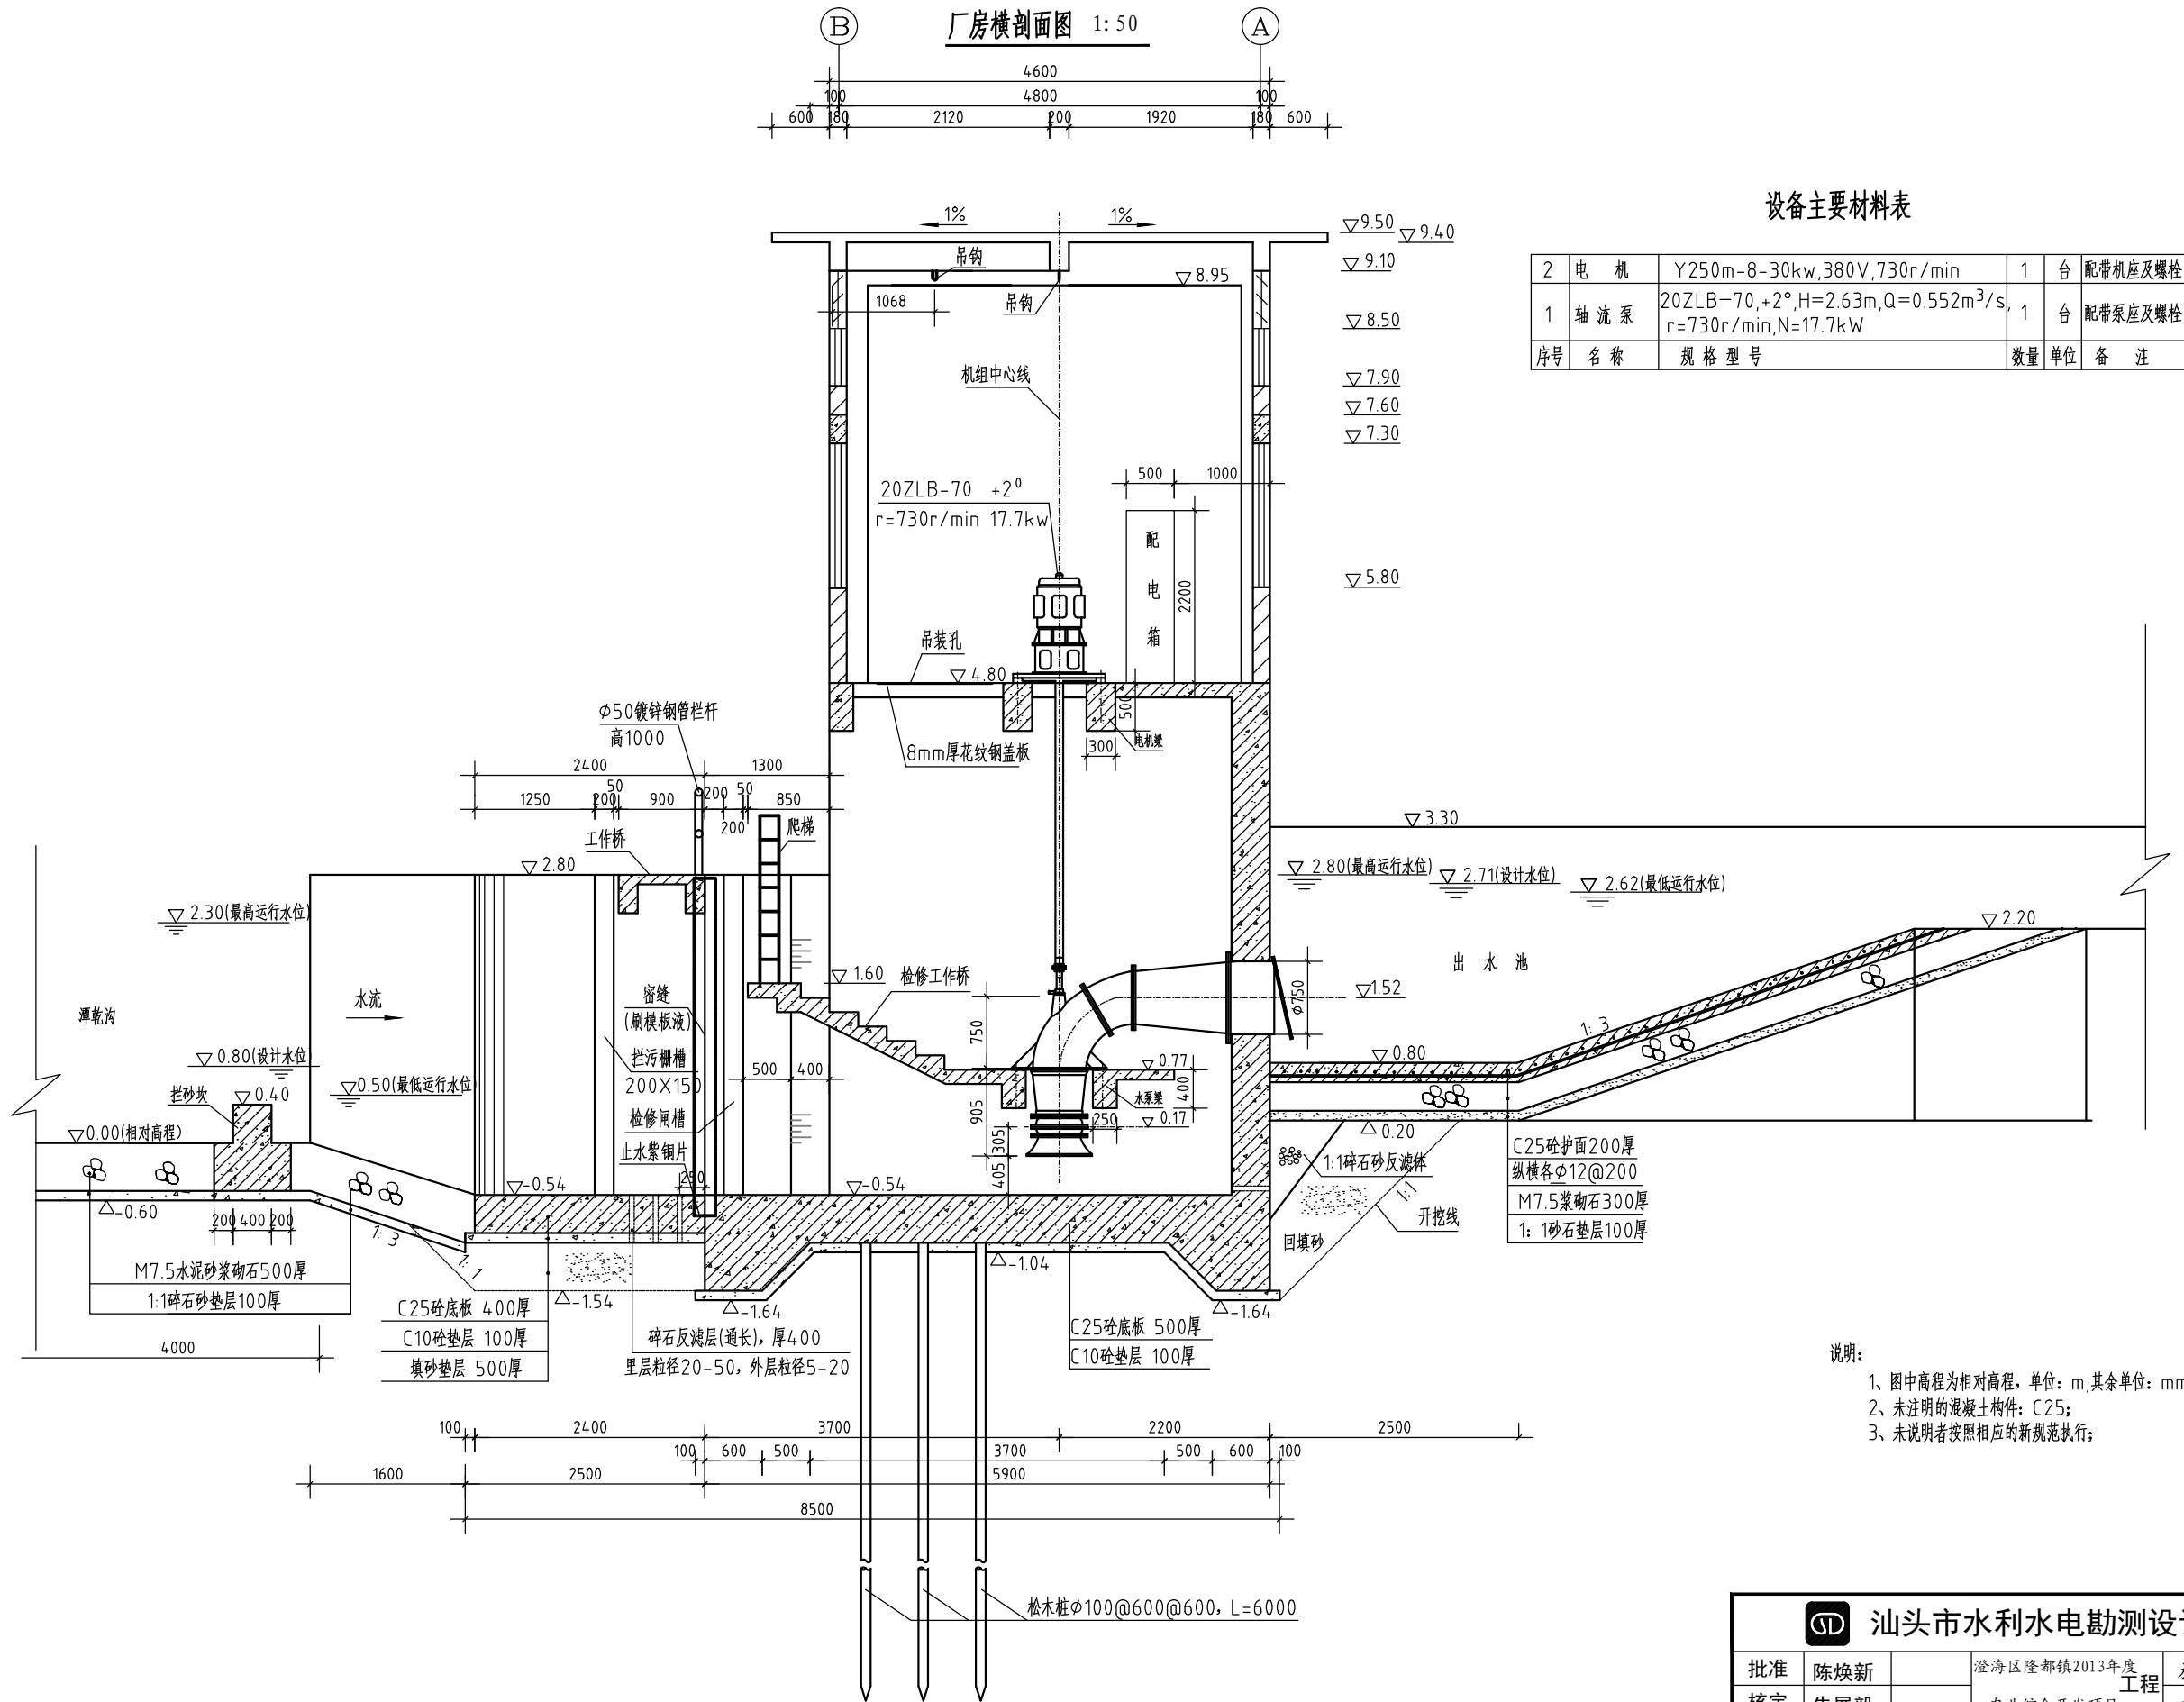 厂房横剖面图 1:50
B
A
4600
100 4800 100
600 180 2120 200 1920 180 600
设备主要材料表
2 电 机 Y250m-8-30kw,380V,730r/min 1 台 配带机座及螺栓
1 轴流泵 20ZLB-70,+2°,H=2.63m,Q=0.552m³/s, 1 台 配带泵座及螺栓
r=730r/min,N=17.7kW
序号 名称 规格型号 数量 单位 备 注
1% 1%
9.50
9.40
9.10
8.95
8.50
7.90
7.60
7.30
5.80
吊钩
吊钩
1068
机组中心线
500 1000
20ZLB-70 +2⁰
r=730r/min 17.7kw
配电箱
2200
吊装孔
4.80
500
300
电机梁
8mm厚花纹钢盖板
Φ50镀锌钢管栏杆
高1000
2400 1300
1250 200 50 900 200 50 850
200
工作桥
爬梯
2.80
3.30
2.80(最高运行水位)
2.71(设计水位)
2.62(最低运行水位)
2.20
2.30(最高运行水位)
1.60
检修工作桥
出水池
1.52
Φ750
750
潭乾沟
水流
密缝
(刷模板液)
拦污栅槽
200X150
检修闸槽
止水紫铜片
500 400
0.80(设计水位)
0.50(最低运行水位)
拦砂坎
0.40
0.00(相对高程)
0.77
400
水泵梁
250
0.17
905
305
405
0.80
1:3
0.20
1:1碎石砂反滤体
1:1
开挖线
回填砂
C25砼护面200厚
纵横各Φ12@200
M7.5浆砌石300厚
1:1砂石垫层100厚
-0.54
250
-0.54
-0.60
200 400 200
1:3
1:1
M7.5水泥砂浆砌石500厚
1:1碎石砂垫层100厚
4000
-1.54
-1.64
-1.04
-1.64
C25砼底板 400厚
C10砼垫层 100厚
填砂垫层 500厚
碎石反滤层(通长),厚400
里层粒径20-50,外层粒径5-20
C25砼底板 500厚
C10砼垫层 100厚
说明:
1、图中高程为相对高程,单位:m;其余单位:mm
2、未注明的混凝土构件:C25;
3、未说明者按照相应的新规范执行;
100 2400 3700 2200 2500
100 600 500 3700 500 600 100
1600 2500 5900
8500
松木桩Φ100@600@600,L=6000
汕头市水利水电勘测设
批准 陈焕新 澄海区隆都镇2013年度
工程